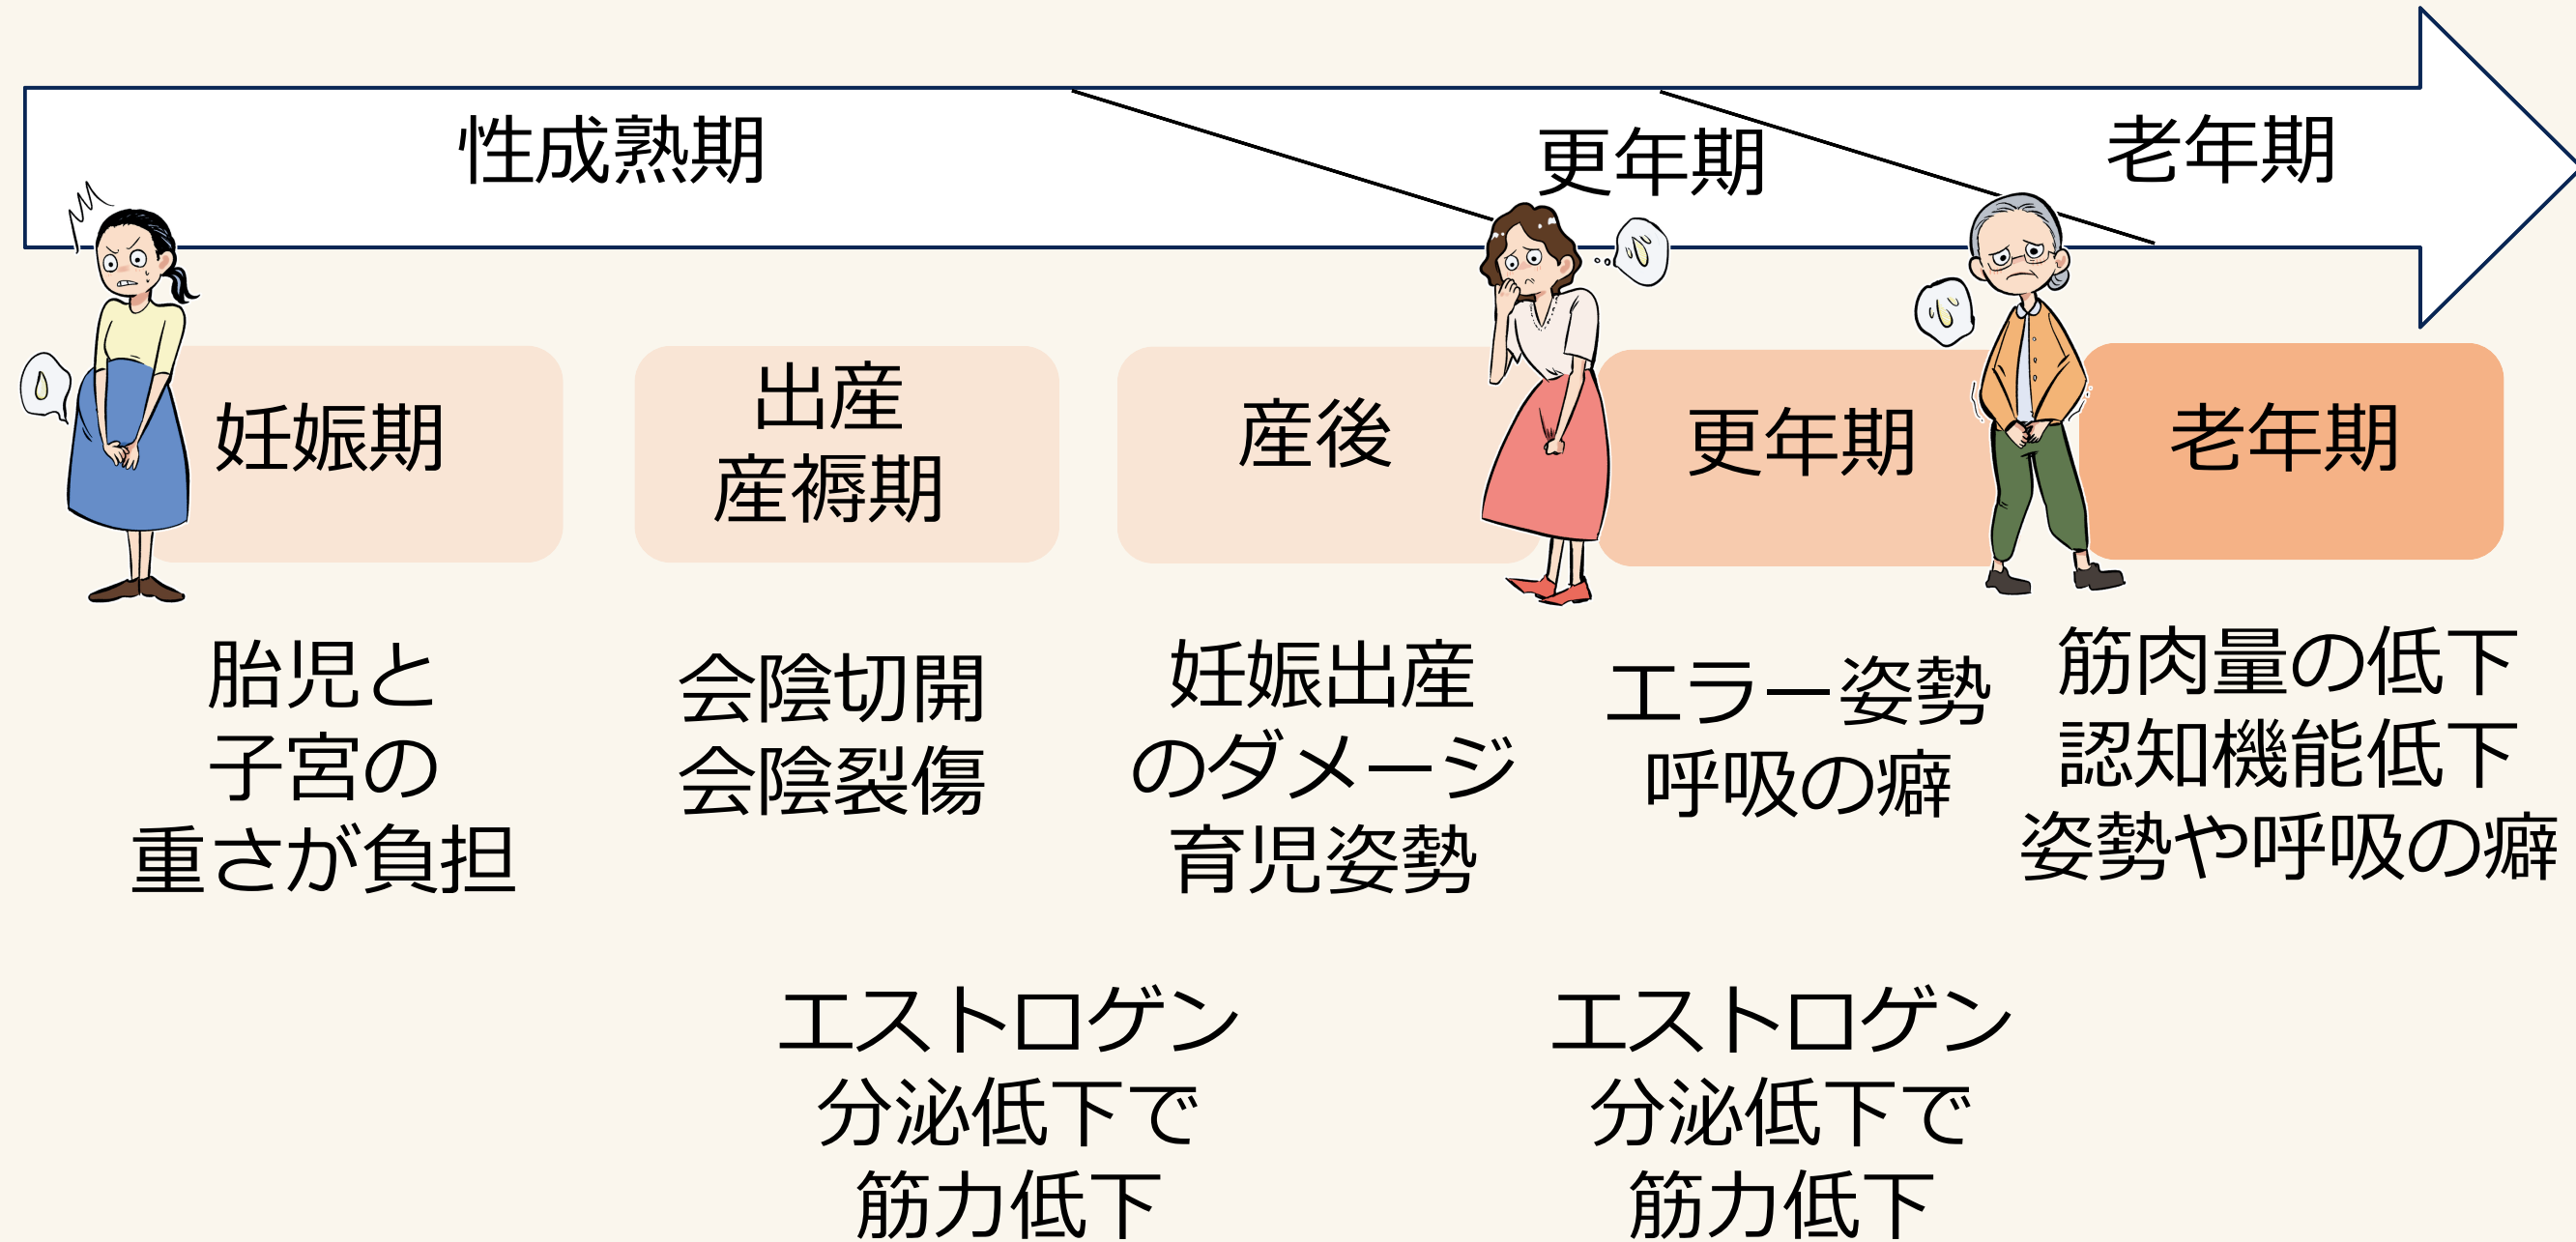 性成熟期
更年期
老年期
妊娠期
出産
産褥期
産後
更年期
老年期
胎児と
子宮の
重さが負担
会陰切開
会陰裂傷
妊娠出産
のダメージ
育児姿勢
エラー姿勢
呼吸の癖
筋肉量の低下
認知機能低下
姿勢や呼吸の癖
エストロゲン
分泌低下で
筋力低下
エストロゲン
分泌低下で
筋力低下